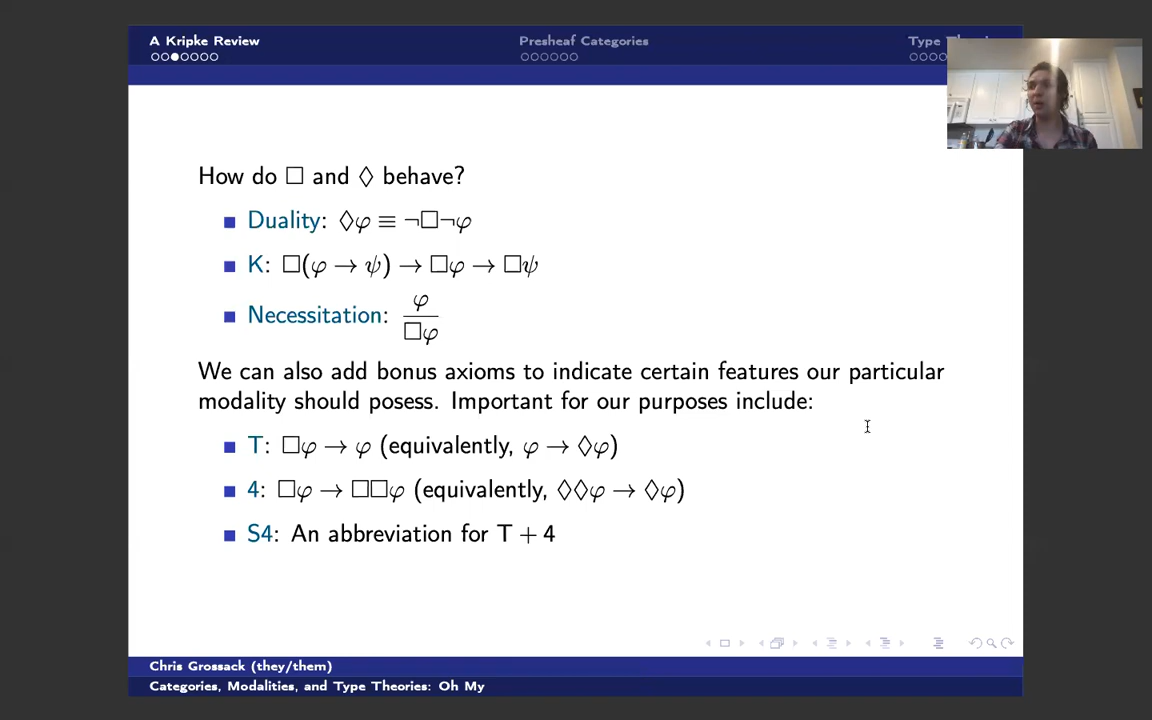 A Kripke Review
Presheaf Categories
Type
How do □ and ◊ behave?
Duality: ◊φ ≡ ¬□¬φ
K: □(φ → ψ) → □φ → □ψ
Necessitation: φ
□φ
We can also add bonus axioms to indicate certain features our particular
modality should posess. Important for our purposes include:
T: □φ → φ (equivalently, φ → ◊φ)
4: □φ → □□φ (equivalently, ◊◊φ → ◊φ)
S4: An abbreviation for T + 4
Chris Grossack (they/them)
Categories, Modalities, and Type Theories: Oh My